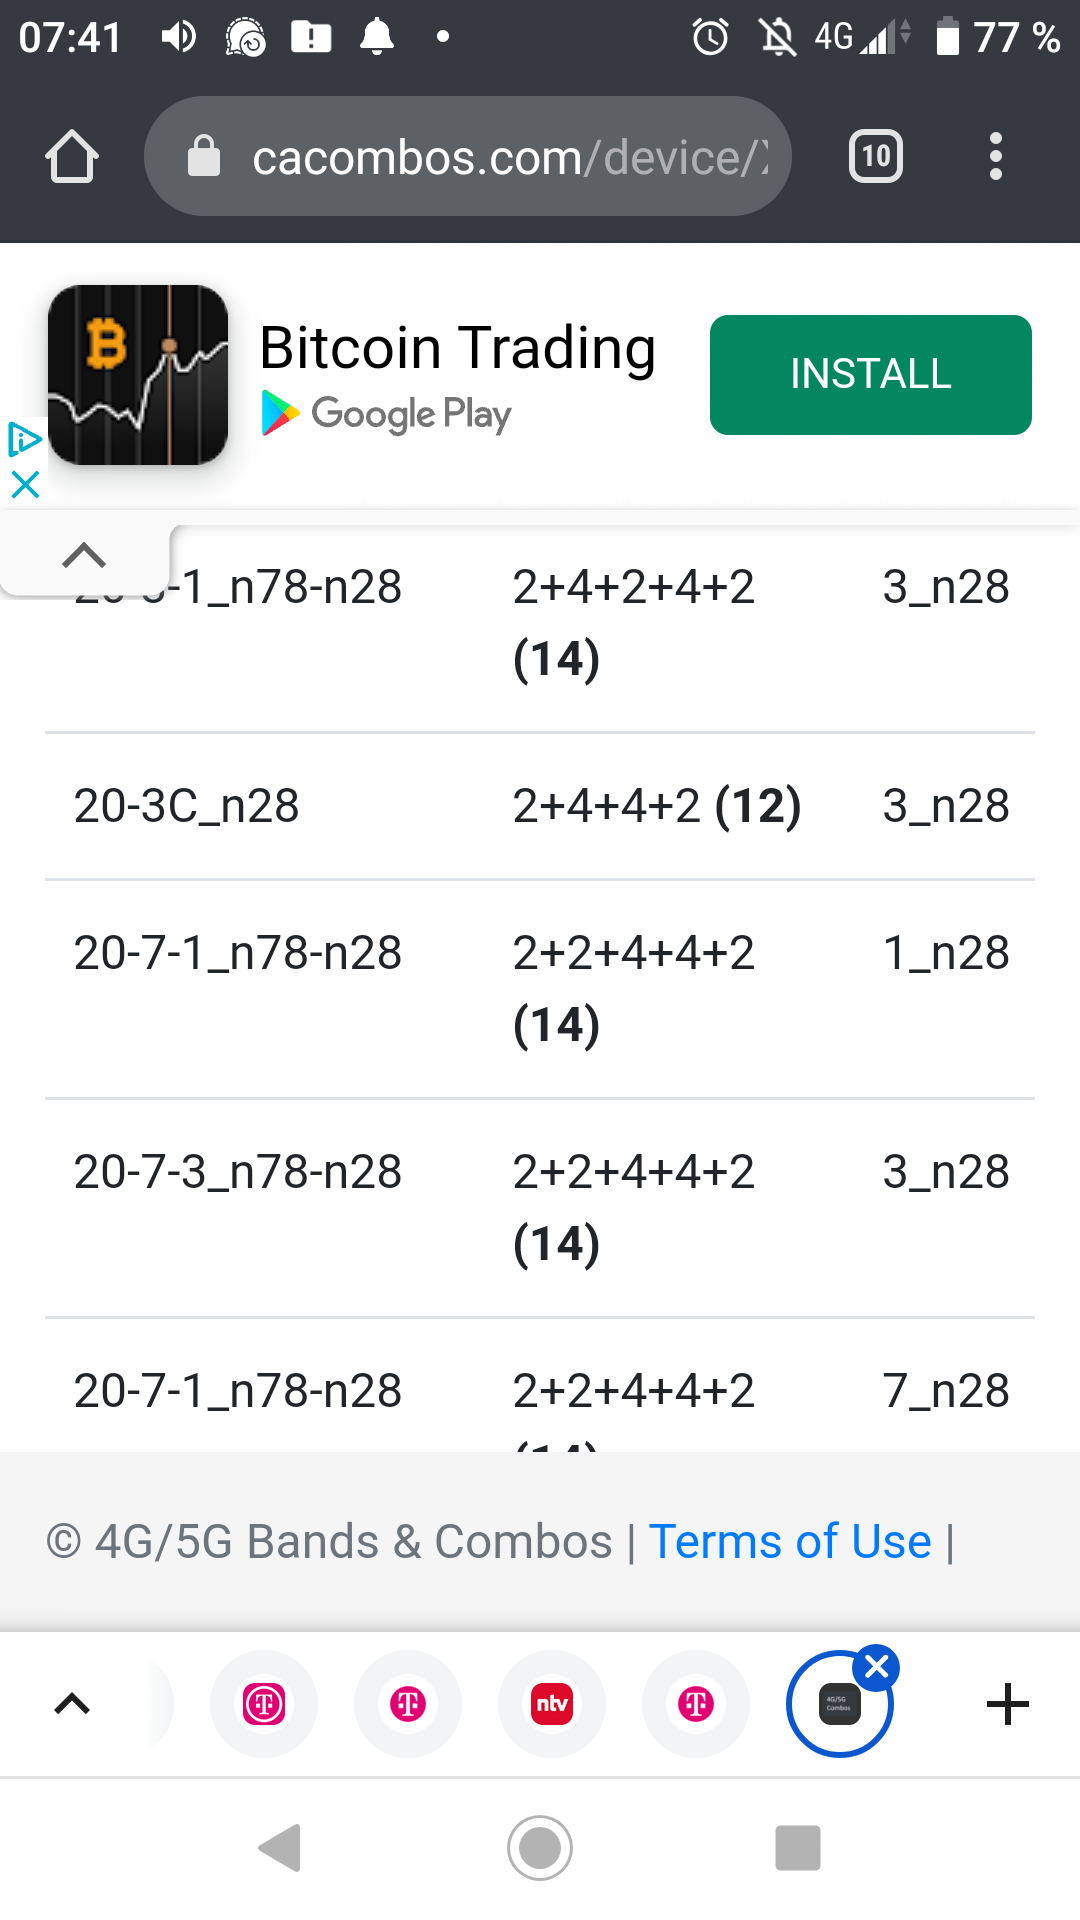 07:41
4G
77 %
cacombos.com/device/
10
Bitcoin Trading
Google Play
INSTALL
-1_n78-n28 2+4+2+4+2 3_n28
(14)
20-3C_n28 2+4+4+2 (12) 3_n28
20-7-1_n78-n28 2+2+4+4+2 1_n28
(14)
20-7-3_n78-n28 2+2+4+4+2 3_n28
(14)
20-7-1_n78-n28 2+2+4+4+2 7_n28
© 4G/5G Bands & Combos | Terms of Use |
T
T
ntv
T
4G/5G
Combos